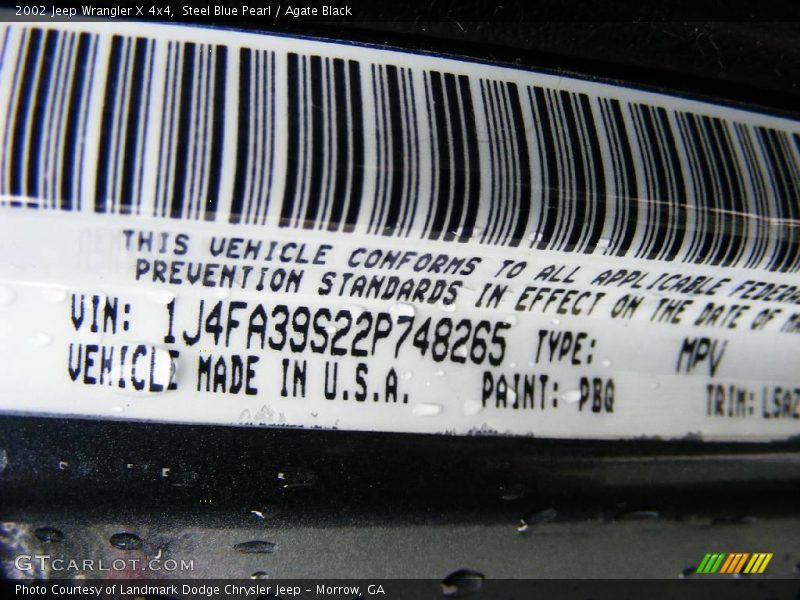 2002 Jeep Wrangler X 4x4, Steel Blue Pearl / Agate Black
THIS VEHICLE CONFORMS TO ALL APPLICABLE FEDERA
PREVENTION STANDARDS IN EFFECT ON THE DATE OF
VIN: 1J4FA39S22P748265 TYPE: MPV
VEHICLE MADE IN U.S.A. PAINT: PBQ TRIM:
GTCARLOT.COM
Photo Courtesy of Landmark Dodge Chrysler Jeep - Morrow, GA